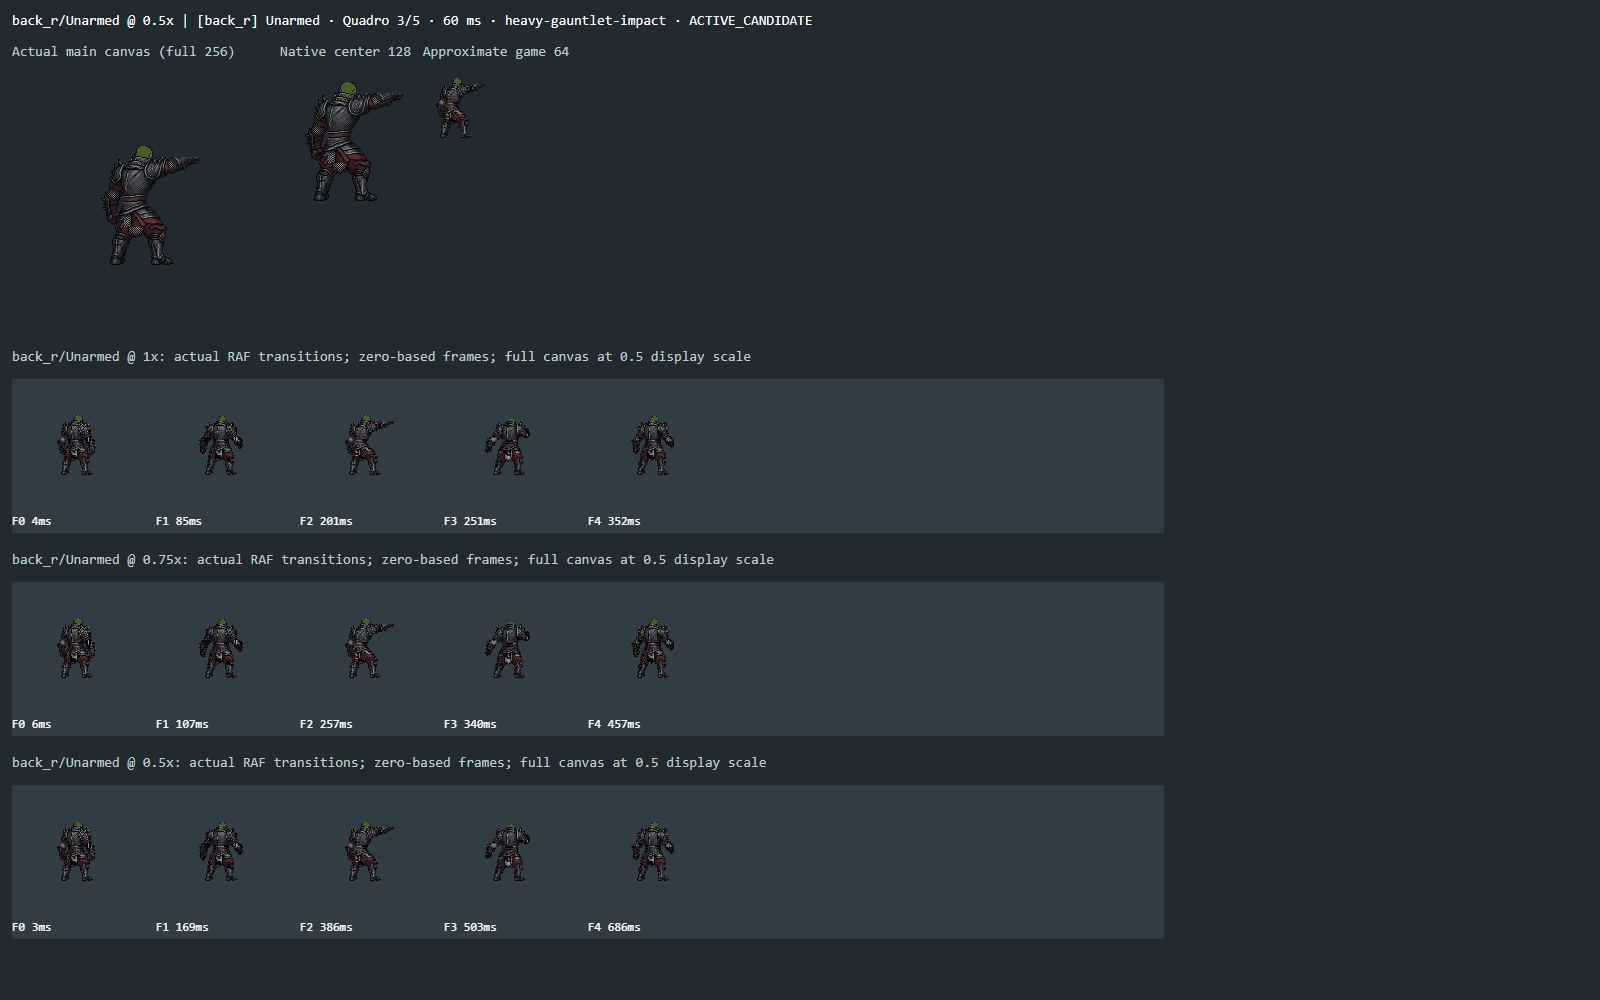 back_r/Unarmed @ 0.5x | [back_r] Unarmed · Quadro 3/5 · 60 ms · heavy-gauntlet-impact · ACTIVE_CANDIDATE
Actual main canvas (full 256) Native center 128 Approximate game 64
back_r/Unarmed @ 1x: actual RAF transitions; zero-based frames; full canvas at 0.5 display scale
F0 4ms F1 85ms F2 201ms F3 251ms F4 352ms
back_r/Unarmed @ 0.75x: actual RAF transitions; zero-based frames; full canvas at 0.5 display scale
F0 6ms F1 107ms F2 257ms F3 340ms F4 457ms
back_r/Unarmed @ 0.5x: actual RAF transitions; zero-based frames; full canvas at 0.5 display scale
F0 3ms F1 169ms F2 386ms F3 503ms F4 686ms